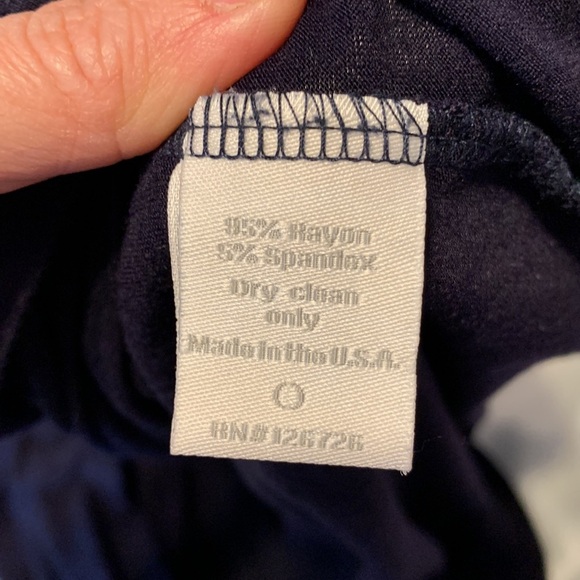 95% Rayon
5% Spandex
Dry clean
only
Made in the U.S.A.
RN# 126726